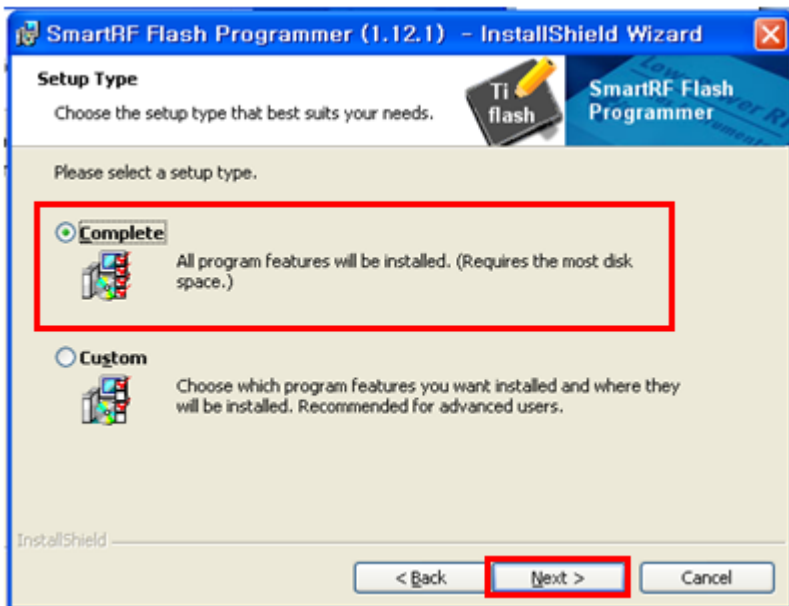 SmartRF Flash Programmer (1.12.1) - InstallShield Wizard
Setup Type
Choose the setup type that best suits your needs.
Ti
flash
SmartRF Flash
Programmer
Please select a setup type.
Complete
All program features will be installed. (Requires the most disk
space.)
Custom
Choose which program features you want installed and where they
will be installed. Recommended for advanced users.
InstallShield
< Back
Next >
Cancel